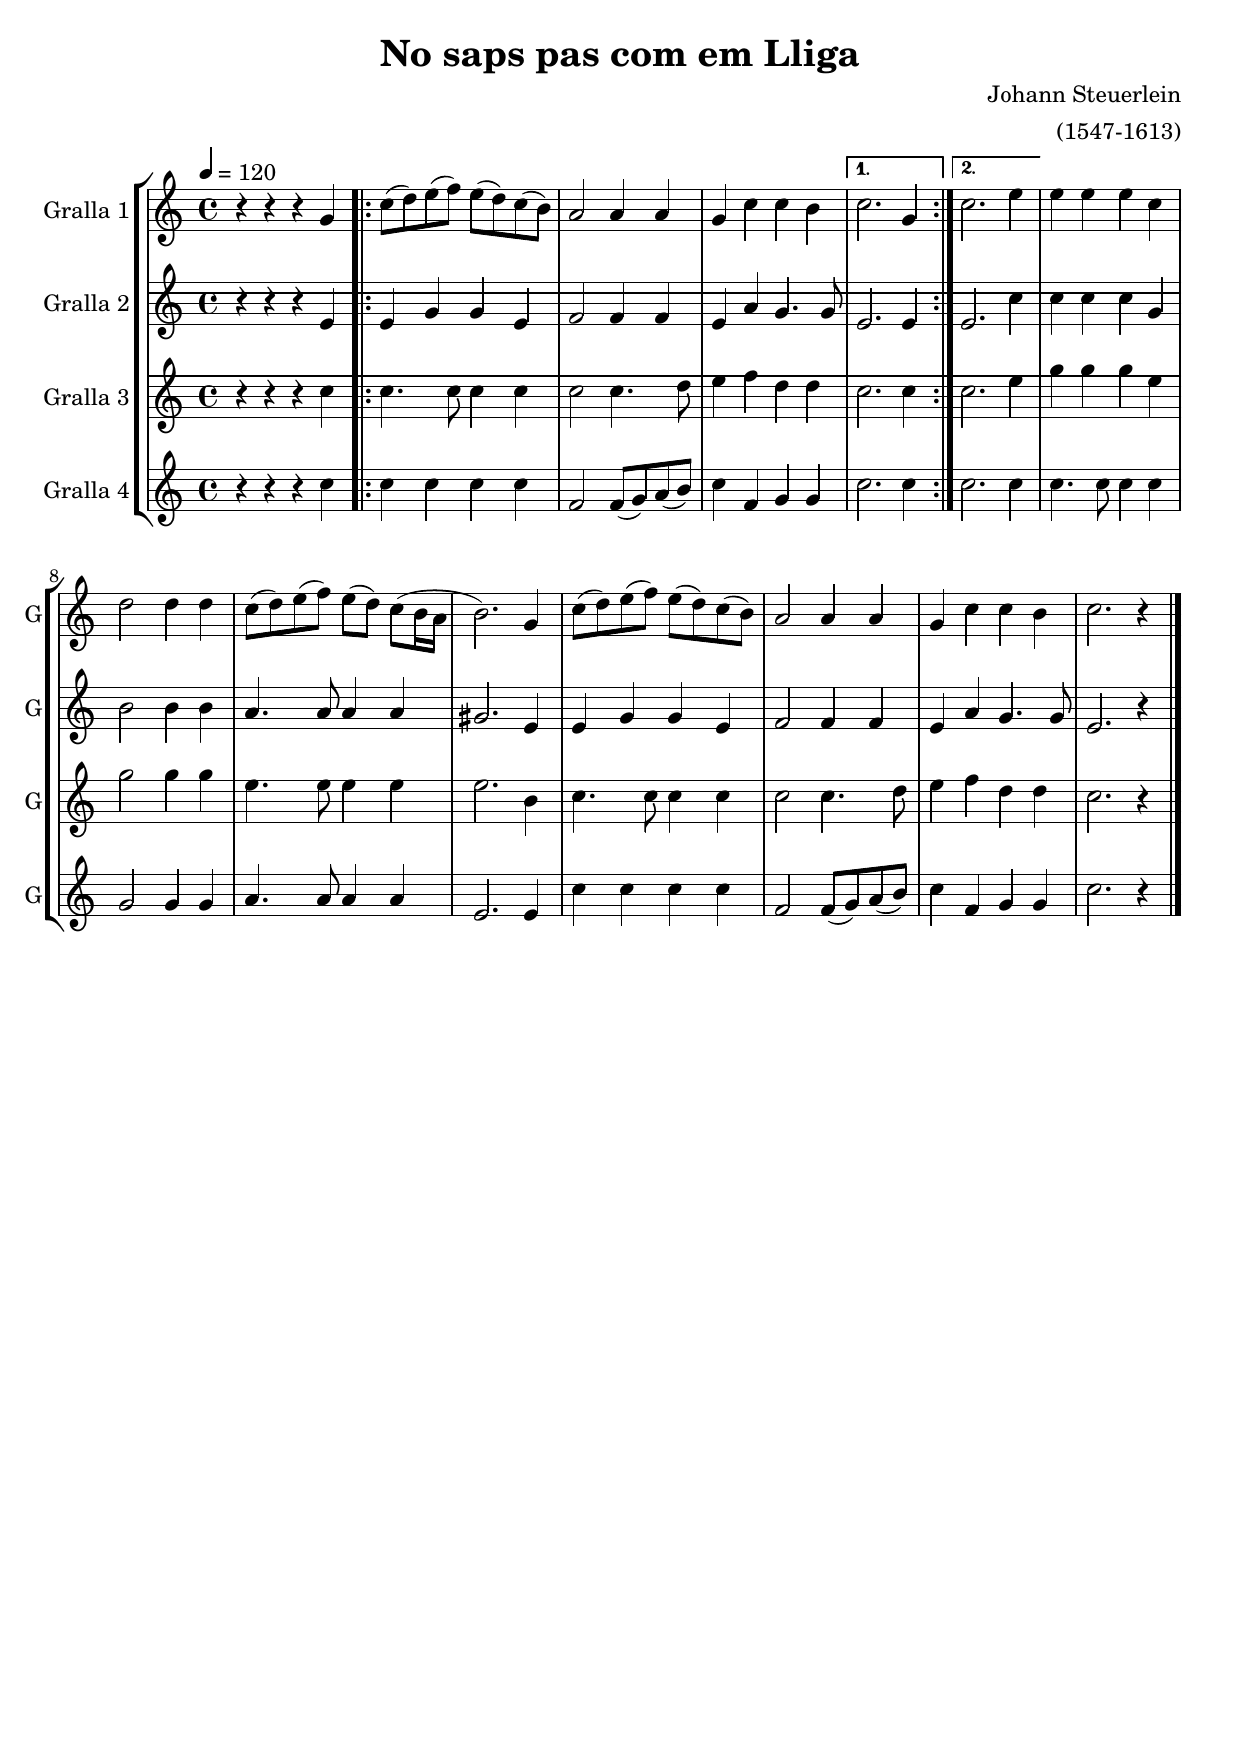 No saps pas com em Lliga
Johann Steuerlein
(1547-1613)
= 120
1.
2.
Gralla 1
Gralla 2
Gralla 3
Gralla 4
8
G
G
G
G